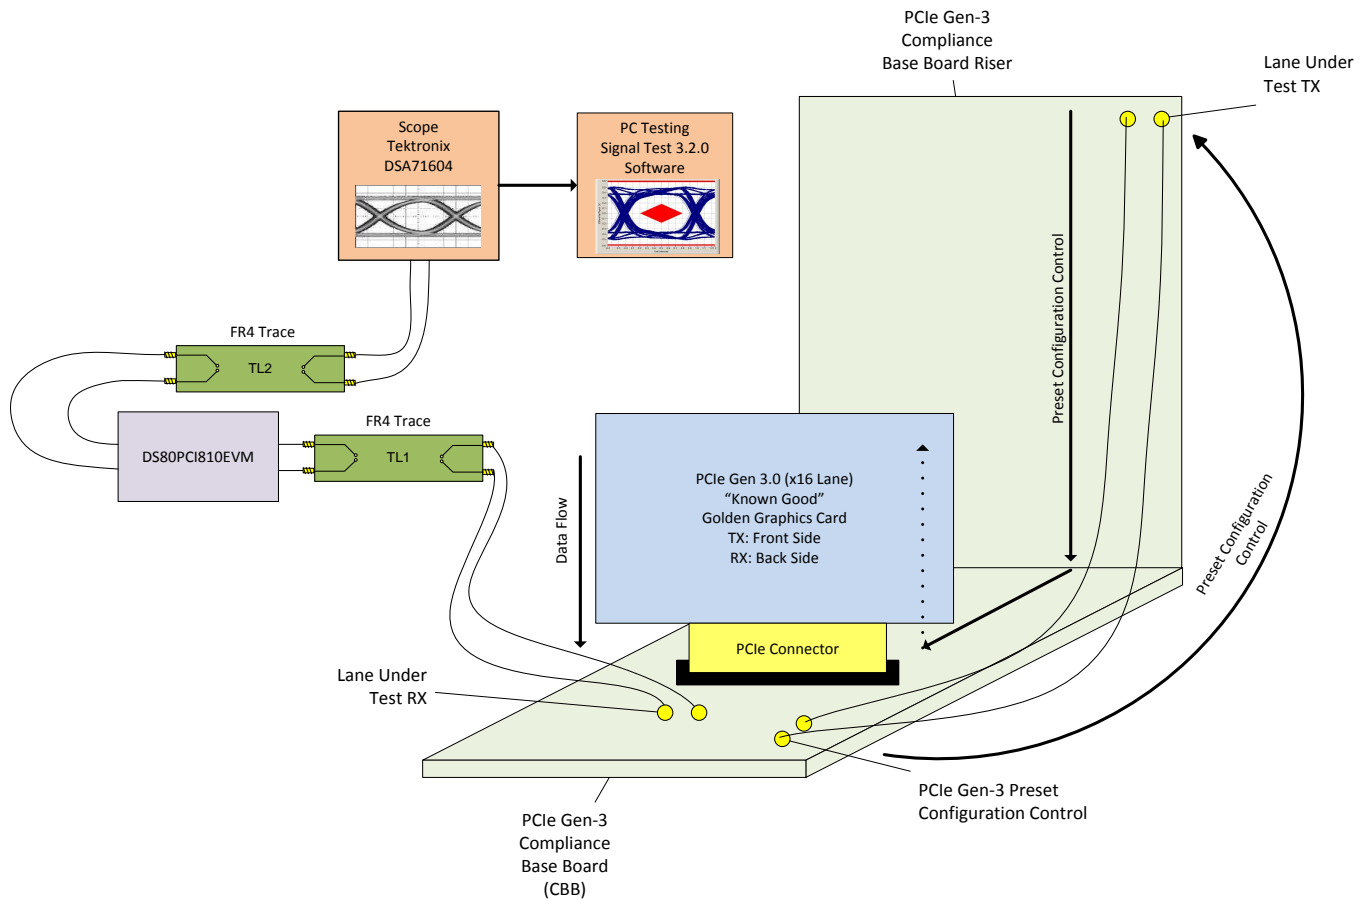 PCIe Gen-3
Compliance
Base Board Riser
Lane Under
Test TX
Scope
Tektronix
DSA71604
PC Testing
Signal Test 3.2.0
Software
Preset Configuration Control
FR4 Trace
TL2
FR4 Trace
TL1
DS80PCI810EVM
Data Flow
PCIe Gen 3.0 (x16 Lane)
“Known Good”
Golden Graphics Card
TX: Front Side
RX: Back Side
Preset Configuration
Control
PCIe Connector
Lane Under
Test RX
PCIe Gen-3 Preset
Configuration Control
PCIe Gen-3
Compliance
Base Board
(CBB)